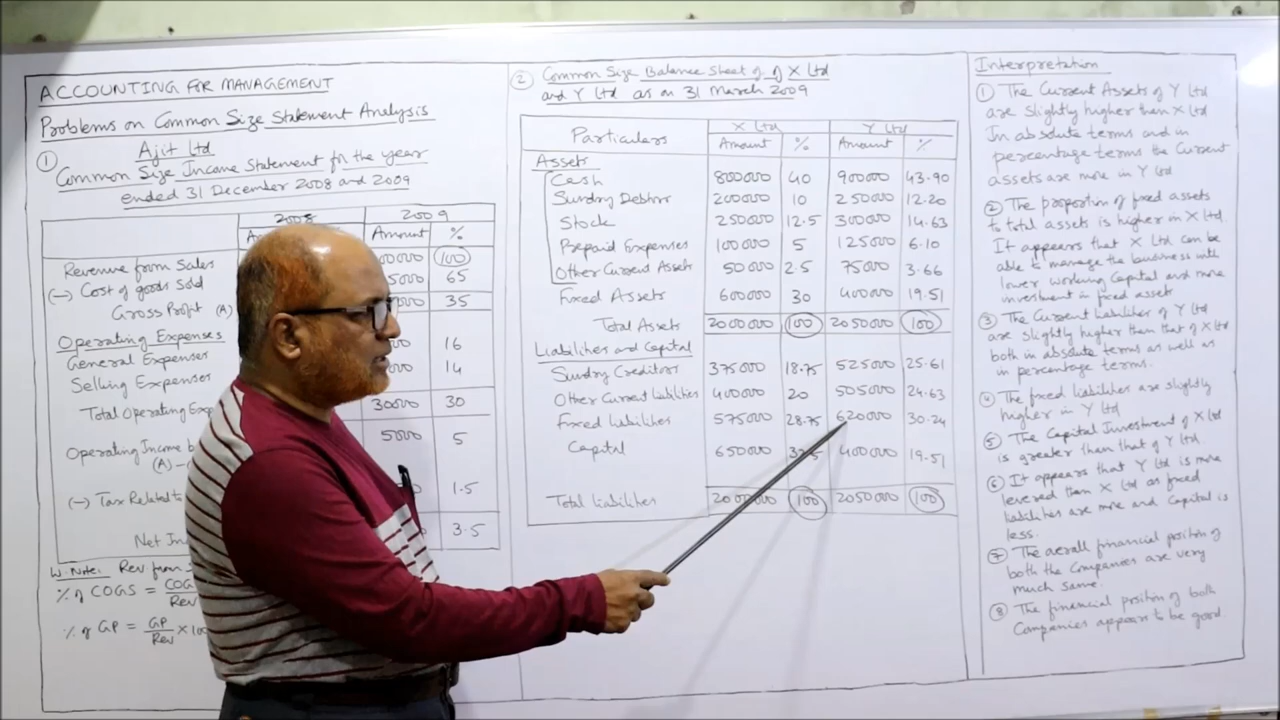 ACCOUNTING FOR MANAGEMENT
Problems on Common Size Statement Analysis
① Ajit Ltd
Common Size Income Statement for the year
ended 31 December 2008 and 2009
2008 2009
Amount %
Revenue from Sales 00000 100
(-) Cost of goods Sold 5000 65
Gross Profit (A) 35
Operating Expenses
General Expenses 16
Selling Expenses 14
Total Operating 30000 30
Operating Income 5000 5
(A) -
(-) Tax Related 1.5
Net 3.5
W. Note: Rev from
% of COGS = COG
Rev
% of GP = GP/Rev × 100
② Common Size Balance Sheet of of X Ltd
and Y Ltd as on 31 March 2009
Particulars X Ltd Y Ltd
Amount % Amount %
Assets
Cash 800000 40 900000 43.90
Sundry Debtors 200000 10 250000 12.20
Stock 250000 12.5 300000 14.63
Prepaid Expenses 100000 5 125000 6.10
Other Current Assets 50000 2.5 75000 3.66
Fixed Assets 600000 30 400000 19.51
Total Assets 2000000 100 2050000 100
Liabilities and Capital
Sundry Creditors 375000 18.75 525000 25.61
Other Current Liabilities 400000 20 505000 24.63
Fixed Liabilities 575000 28.75 620000 30.24
Capital 650000 32.5 400000 19.51
Total Liabilities 2000000 100 2050000 100
Interpretation
① The Current Assets of Y Ltd
are Slightly higher than X Ltd
In absolute terms and in
percentage terms the Current
assets are more in Y Ltd
② The proportion of fixed assets
to total assets is higher in X Ltd
It appears that X Ltd can be
able to manage the business with
lower working Capital and more
investment in fixed asset
③ The Current Liabilities of Y Ltd
are slightly higher than that of X Ltd
both in absolute terms as well as
in percentage terms.
④ The fixed liabilities are slightly
higher in Y Ltd
⑤ The Capital Investment of X Ltd
is greater than that of Y Ltd.
⑥ It appears that Y Ltd is more
levered than X Ltd as fixed
liabilities are more and Capital is
less.
⑦ The overall financial position of
both the Companies are very
much Same.
⑧ The financial position of both
Companies appears to be good